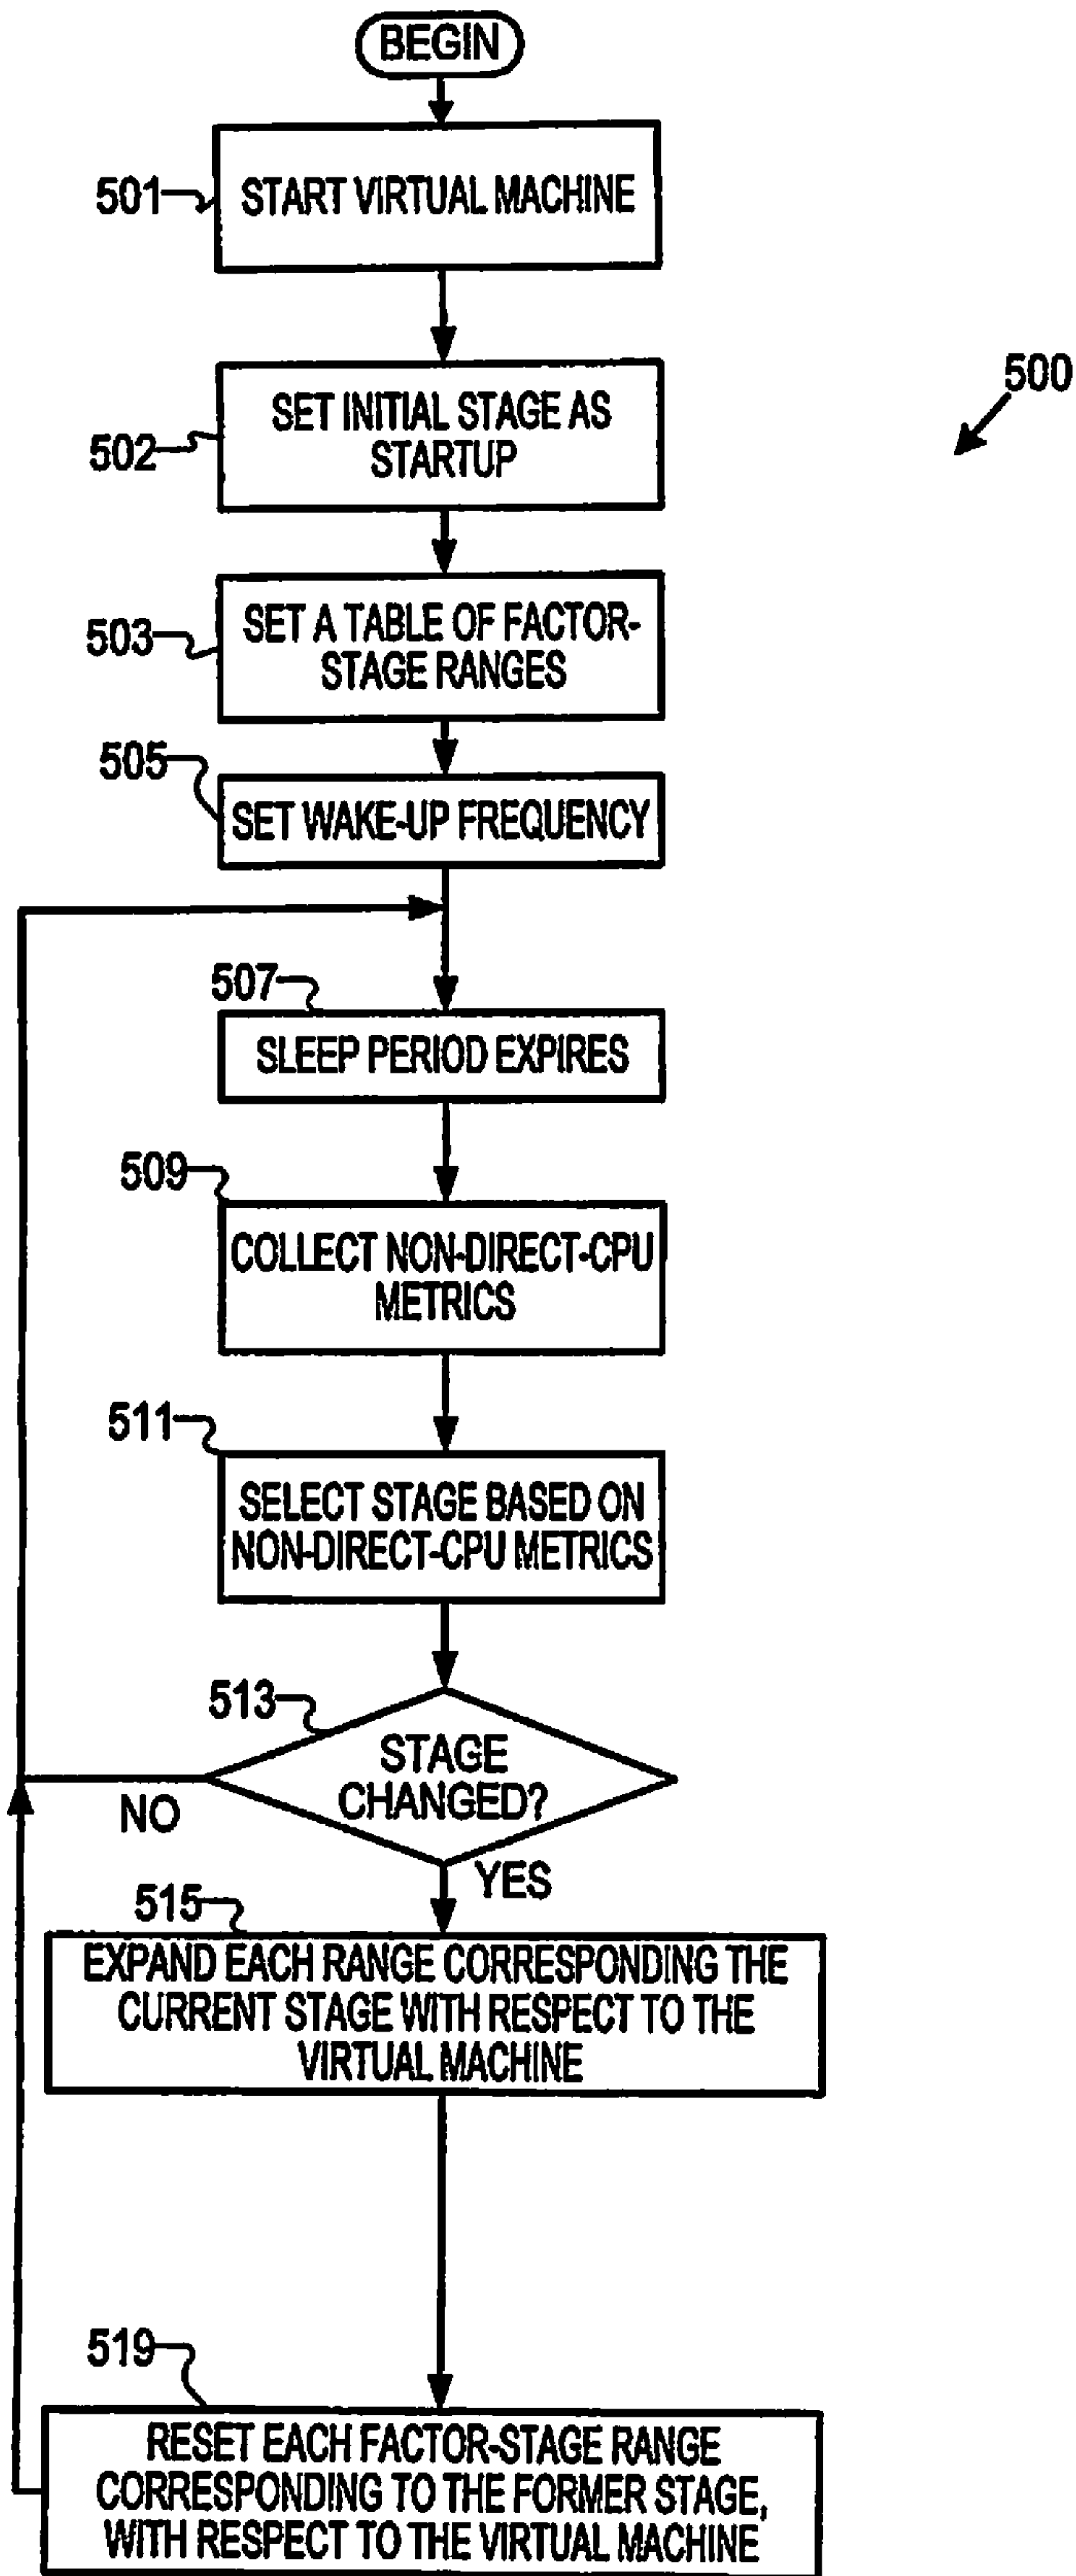 BEGIN
501
START VIRTUAL MACHINE
500
502
SET INITIAL STAGE AS
STARTUP
503
SET A TABLE OF FACTOR-
STAGE RANGES
505
SET WAKE-UP FREQUENCY
507
SLEEP PERIOD EXPIRES
509
COLLECT NON-DIRECT-CPU
METRICS
511
SELECT STAGE BASED ON
NON-DIRECT-CPU METRICS
513
STAGE
CHANGED?
NO
YES
515
EXPAND EACH RANGE CORRESPONDING THE
CURRENT STAGE WITH RESPECT TO THE
VIRTUAL MACHINE
519
RESET EACH FACTOR-STAGE RANGE
CORRESPONDING TO THE FORMER STAGE,
WITH RESPECT TO THE VIRTUAL MACHINE